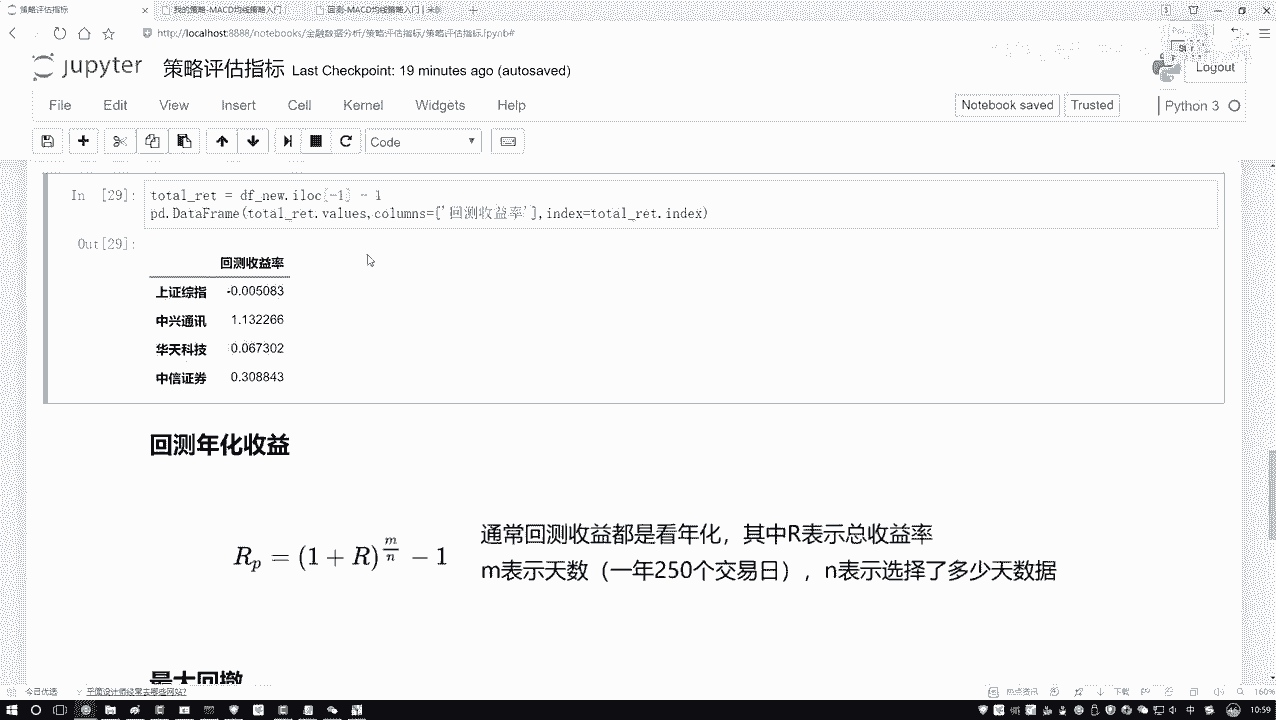 策略评估指标
我的策略-MACD均线策略入门
回测-MACD均线策略入门 | 米
http://localhost:8888/notebooks/金融数据分析/策略评估指标/策略评估指标.ipynb#
jupyter 策略评估指标 Last Checkpoint: 19 minutes ago (autosaved)
Logout
File Edit View Insert Cell Kernel Widgets Help
Notebook saved Trusted Python 3
Code
In [29]: total_ret = df_new.iloc[-1] - 1
pd.DataFrame(total_ret.values,columns=['回测收益率'],index=total_ret.index)
Out[29]:
回测收益率
上证综指 -0.005083
中兴通讯 1.132266
华天科技 0.067302
中信证券 0.308843
回测年化收益
R_p = (1 + R)^{m/n} − 1
通常回测收益都是看年化，其中R表示总收益率
m表示天数（一年250个交易日），n表示选择了多少天数据
最大回撤
今日优选
热点资讯
下载
160%
中
10:59